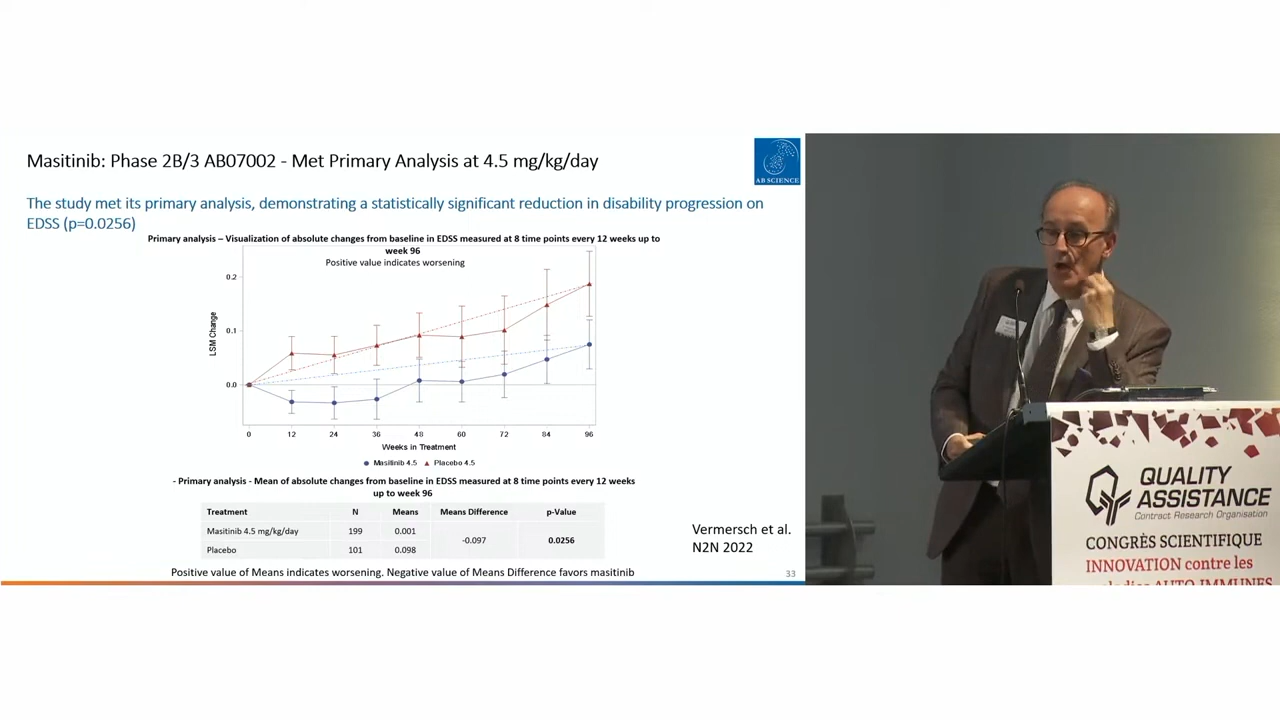 Masitinib: Phase 2B/3 AB07002 - Met Primary Analysis at 4.5 mg/kg/day
AB SCIENCE
The study met its primary analysis, demonstrating a statistically significant reduction in disability progression on
EDSS (p=0.0256)
Primary analysis – Visualization of absolute changes from baseline in EDSS measured at 8 time points every 12 weeks up to
week 96
Positive value indicates worsening
LSM Change
0.2
0.1
0.0
0 12 24 36 48 60 72 84 96
Weeks in Treatment
Masitinib 4.5 Placebo 4.5
- Primary analysis - Mean of absolute changes from baseline in EDSS measured at 8 time points every 12 weeks
up to week 96
Treatment N Means Means Difference p-Value
Masitinib 4.5 mg/kg/day 199 0.001 -0.097 0.0256
Placebo 101 0.098
Positive value of Means indicates worsening. Negative value of Means Difference favors masitinib
Vermersch et al.
N2N 2022
33
QUALITY
ASSISTANCE
Contract Research Organisation
CONGRÈS SCIENTIFIQUE
INNOVATION contre les
AUTO-IMMUNES